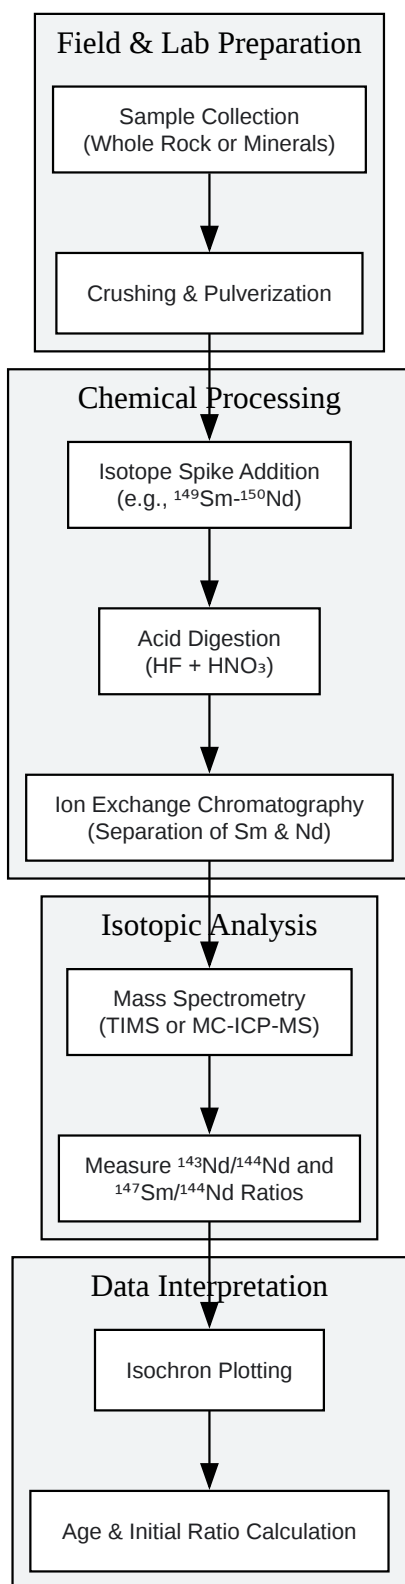 Field & Lab Preparation
Sample Collection
(Whole Rock or Minerals)
Crushing & Pulverization
Chemical Processing
Isotope Spike Addition
(e.g., ¹⁴⁹Sm-¹⁵⁰Nd)
Acid Digestion
(HF + HNO₃)
Ion Exchange Chromatography
(Separation of Sm & Nd)
Isotopic Analysis
Mass Spectrometry
(TIMS or MC-ICP-MS)
Measure ¹⁴³Nd/¹⁴⁴Nd and
¹⁴⁷Sm/¹⁴⁴Nd Ratios
Data Interpretation
Isochron Plotting
Age & Initial Ratio Calculation